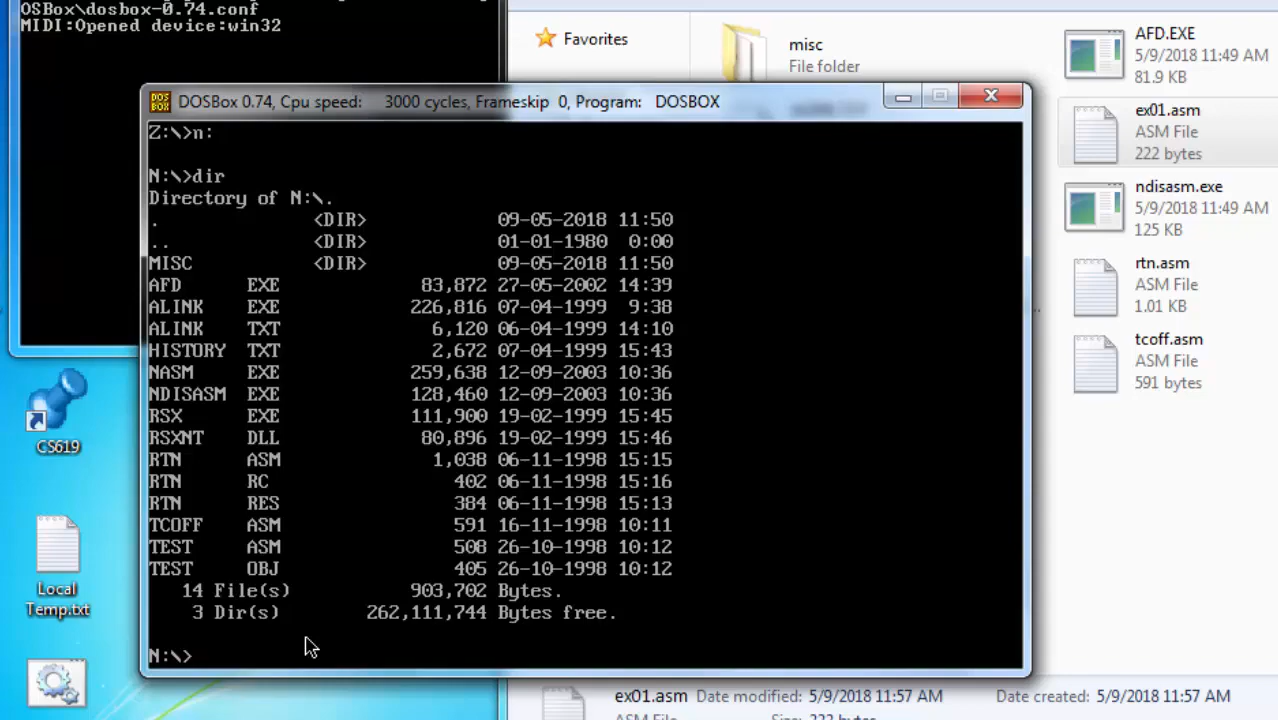 OSBox\dosbox-0.74.conf
MIDI:Opened device:win32
Favorites
misc
File folder
AFD.EXE
5/9/2018 11:49 AM
81.9 KB
ex01.asm
ASM File
222 bytes
ndisasm.exe
5/9/2018 11:49 AM
125 KB
rtn.asm
ASM File
1.01 KB
tcoff.asm
ASM File
591 bytes
DOSBox 0.74, Cpu speed: 3000 cycles, Frameskip 0, Program: DOSBOX
Z:\>n:
N:\>dir
Directory of N:\.
. <DIR> 09-05-2018 11:50
.. <DIR> 01-01-1980 0:00
MISC <DIR> 09-05-2018 11:50
AFD EXE 83,872 27-05-2002 14:39
ALINK EXE 226,816 07-04-1999 9:38
ALINK TXT 6,120 06-04-1999 14:10
HISTORY TXT 2,672 07-04-1999 15:43
NASM EXE 259,638 12-09-2003 10:36
NDISASM EXE 128,460 12-09-2003 10:36
RSX EXE 111,900 19-02-1999 15:45
RSXNT DLL 80,896 19-02-1999 15:46
RTN ASM 1,038 06-11-1998 15:15
RTN RC 402 06-11-1998 15:16
RTN RES 384 06-11-1998 15:13
TCOFF ASM 591 16-11-1998 10:11
TEST ASM 508 26-10-1998 10:12
TEST OBJ 405 26-10-1998 10:12
14 File(s) 903,702 Bytes.
3 Dir(s) 262,111,744 Bytes free.
N:\>
DOS
BOX
CS619
Local
Temp.txt
ex01.asm Date modified: 5/9/2018 11:57 AM Date created: 5/9/2018 11:57 AM
ASM File Size: 222 bytes